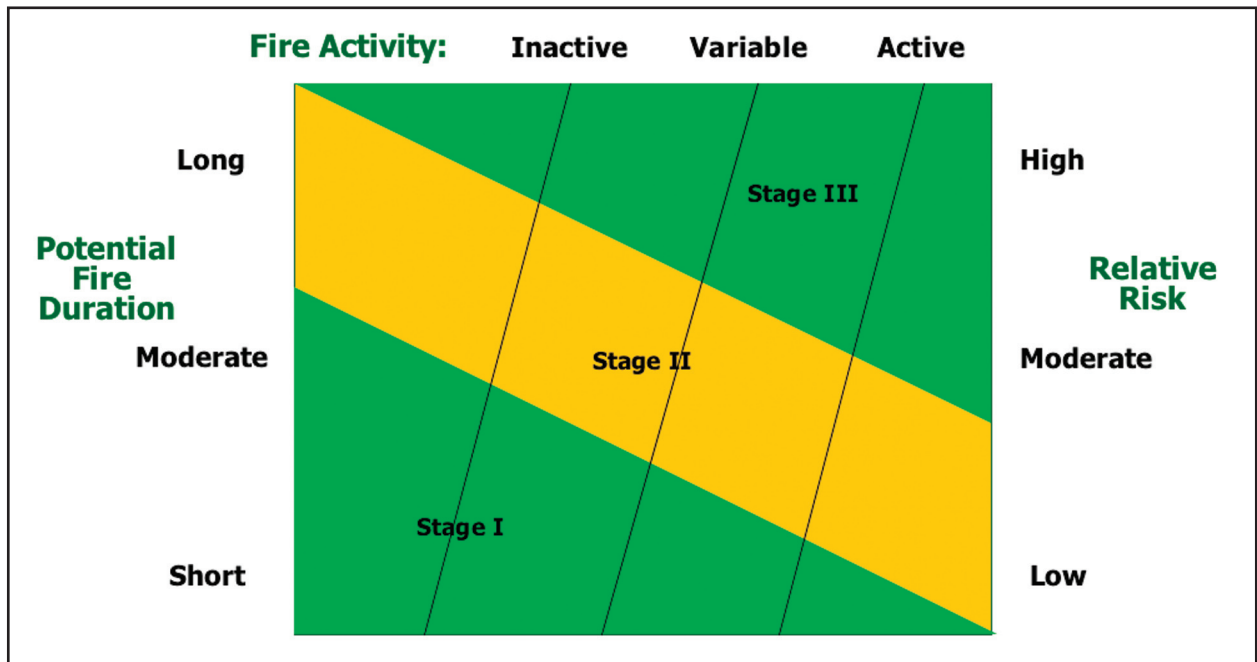 Fire Activity: Inactive Variable Active
Long
High
Stage III
Potential
Fire
Duration
Relative
Risk
Moderate
Stage II
Moderate
Stage I
Short
Low